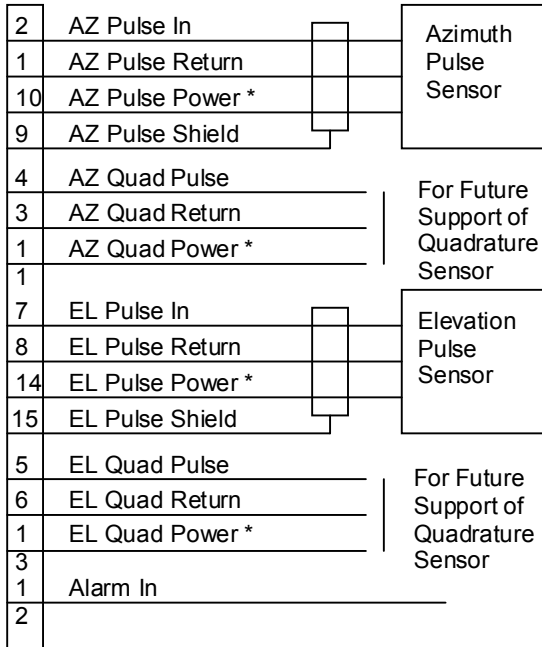 2 AZ Pulse In
1 AZ Pulse Return
10 AZ Pulse Power *
9 AZ Pulse Shield
Azimuth
Pulse
Sensor
4 AZ Quad Pulse
3 AZ Quad Return
1 AZ Quad Power *
1
For Future
Support of
Quadrature
Sensor
7 EL Pulse In
8 EL Pulse Return
14 EL Pulse Power *
15 EL Pulse Shield
Elevation
Pulse
Sensor
5 EL Quad Pulse
6 EL Quad Return
1 EL Quad Power *
3
For Future
Support of
Quadrature
Sensor
1 Alarm In
2